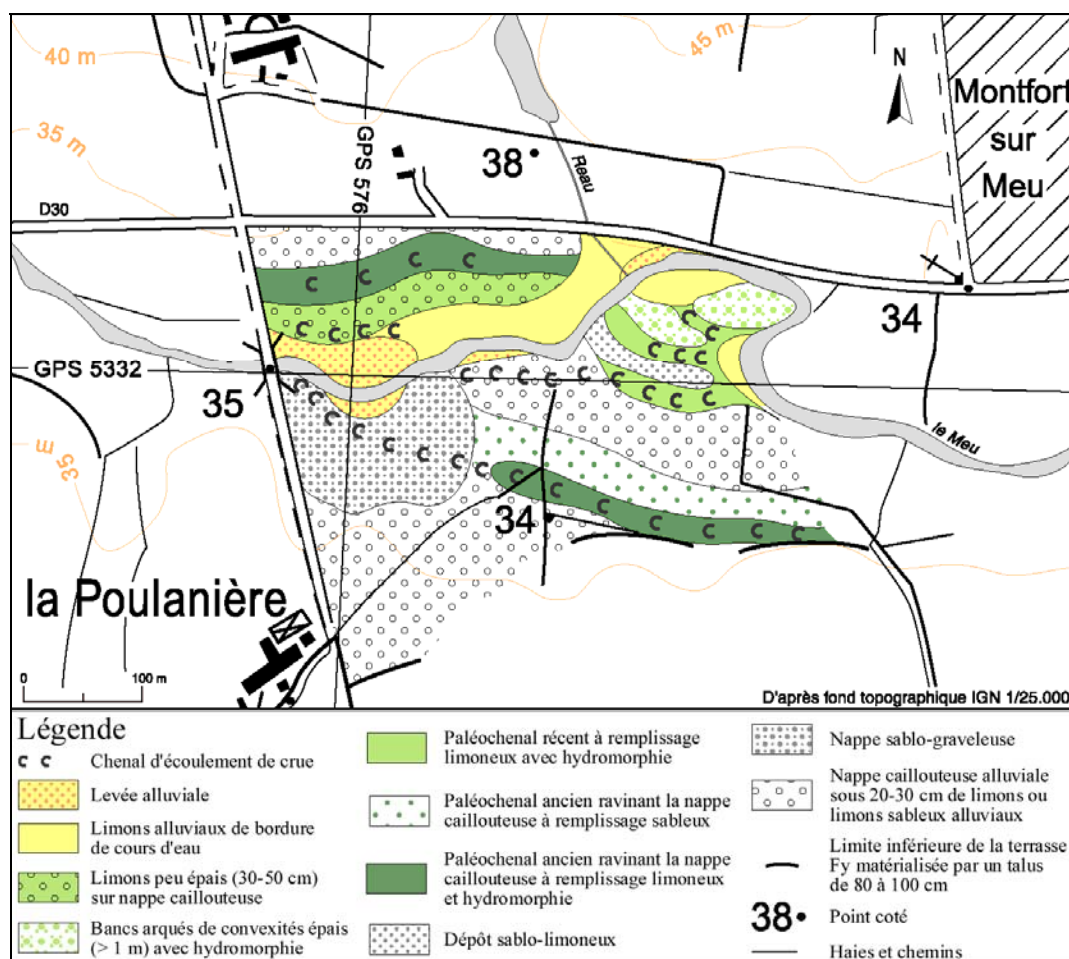 40 m
45 m
N
Montfort
sur
Meu
35 m
GPS 576
38
Reau
D30
34
GPS 5332
35
le Meu
35 m
34
la Poulanière
0 100 m
D'après fond topographique IGN 1/25.000
Légende
c c Chenal d'écoulement de crue
Levée alluviale
Limons alluviaux de bordure
de cours d'eau
Limons peu épais (30-50 cm)
sur nappe caillouteuse
Bancs arqués de convexités épais
(> 1 m) avec hydromorphie
Paléochenal récent à remplissage
limoneux avec hydromorphie
Paléochenal ancien ravinant la nappe
caillouteuse à remplissage sableux
Paléochenal ancien ravinant la nappe
caillouteuse à remplissage limoneux
et hydromorphie
Dépôt sablo-limoneux
Nappe sablo-graveleuse
Nappe caillouteuse alluviale
sous 20-30 cm de limons ou
limons sableux alluviaux
Limite inférieure de la terrasse
Fy matérialisée par un talus
de 80 à 100 cm
38 Point coté
Haies et chemins